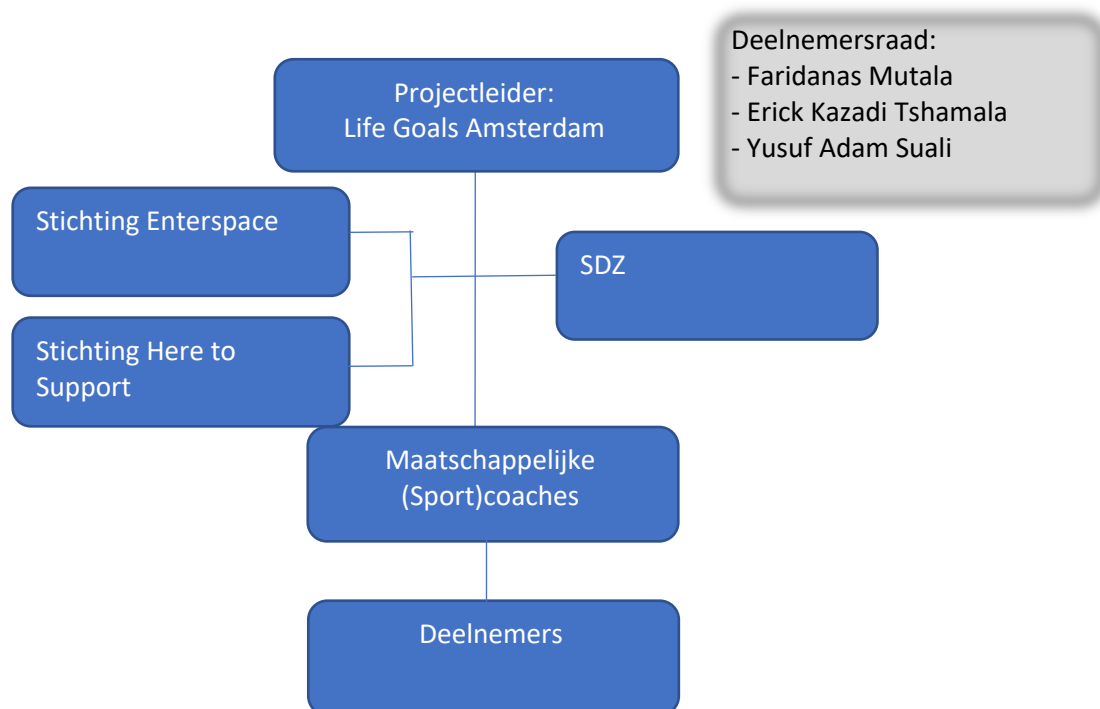 Deelnemersraad:
- Faridanas Mutala
- Erick Kazadi Tshamala
- Yusuf Adam Suali
Projectleider:
Life Goals Amsterdam
Stichting Enterspace
SDZ
Stichting Here to
Support
Maatschappelijke
(Sport)coaches
Deelnemers